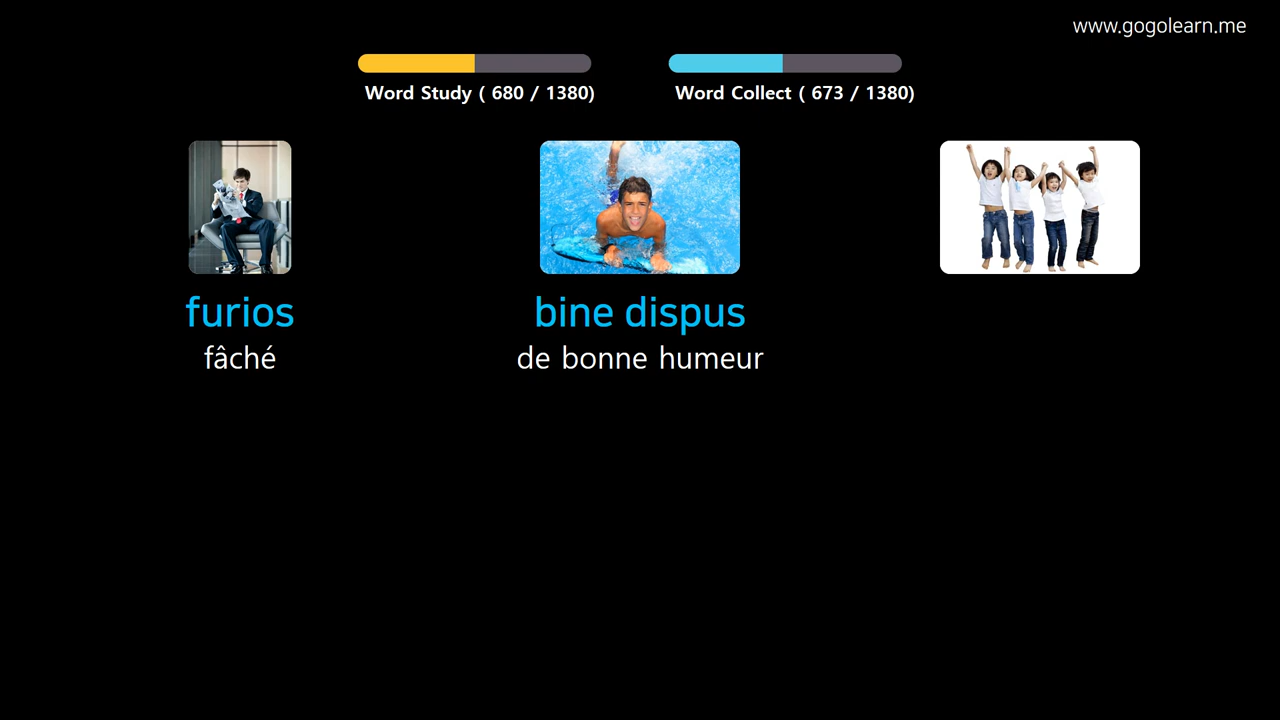 www.gogolearn.me
Word Study ( 680 / 1380)
Word Collect ( 673 / 1380)
furios
bine dispus
fâché
de bonne humeur